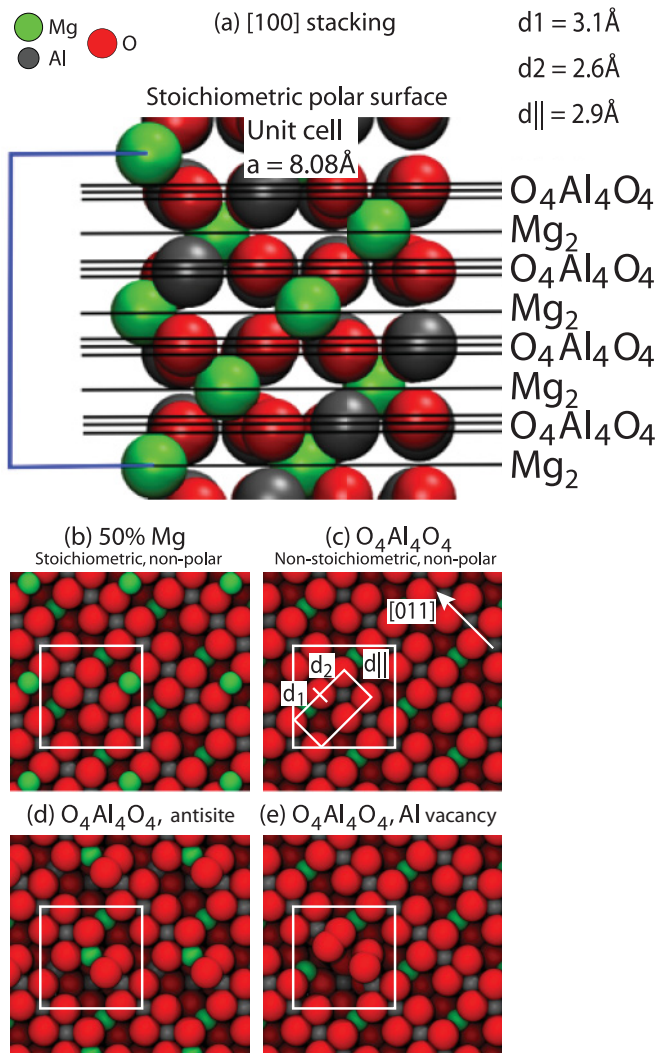 Mg
O
Al
(a) [100] stacking
d1 = 3.1Å
d2 = 2.6Å
d|| = 2.9Å
Stoichiometric polar surface
Unit cell
a = 8.08Å
O₄Al₄O₄
Mg₂
O₄Al₄O₄
Mg₂
O₄Al₄O₄
Mg₂
O₄Al₄O₄
Mg₂
(b) 50% Mg
Stoichiometric, non-polar
(c) O₄Al₄O₄
Non-stoichiometric, non-polar
[011]
d||
d₂
d₁
(d) O₄Al₄O₄, antisite
(e) O₄Al₄O₄, Al vacancy